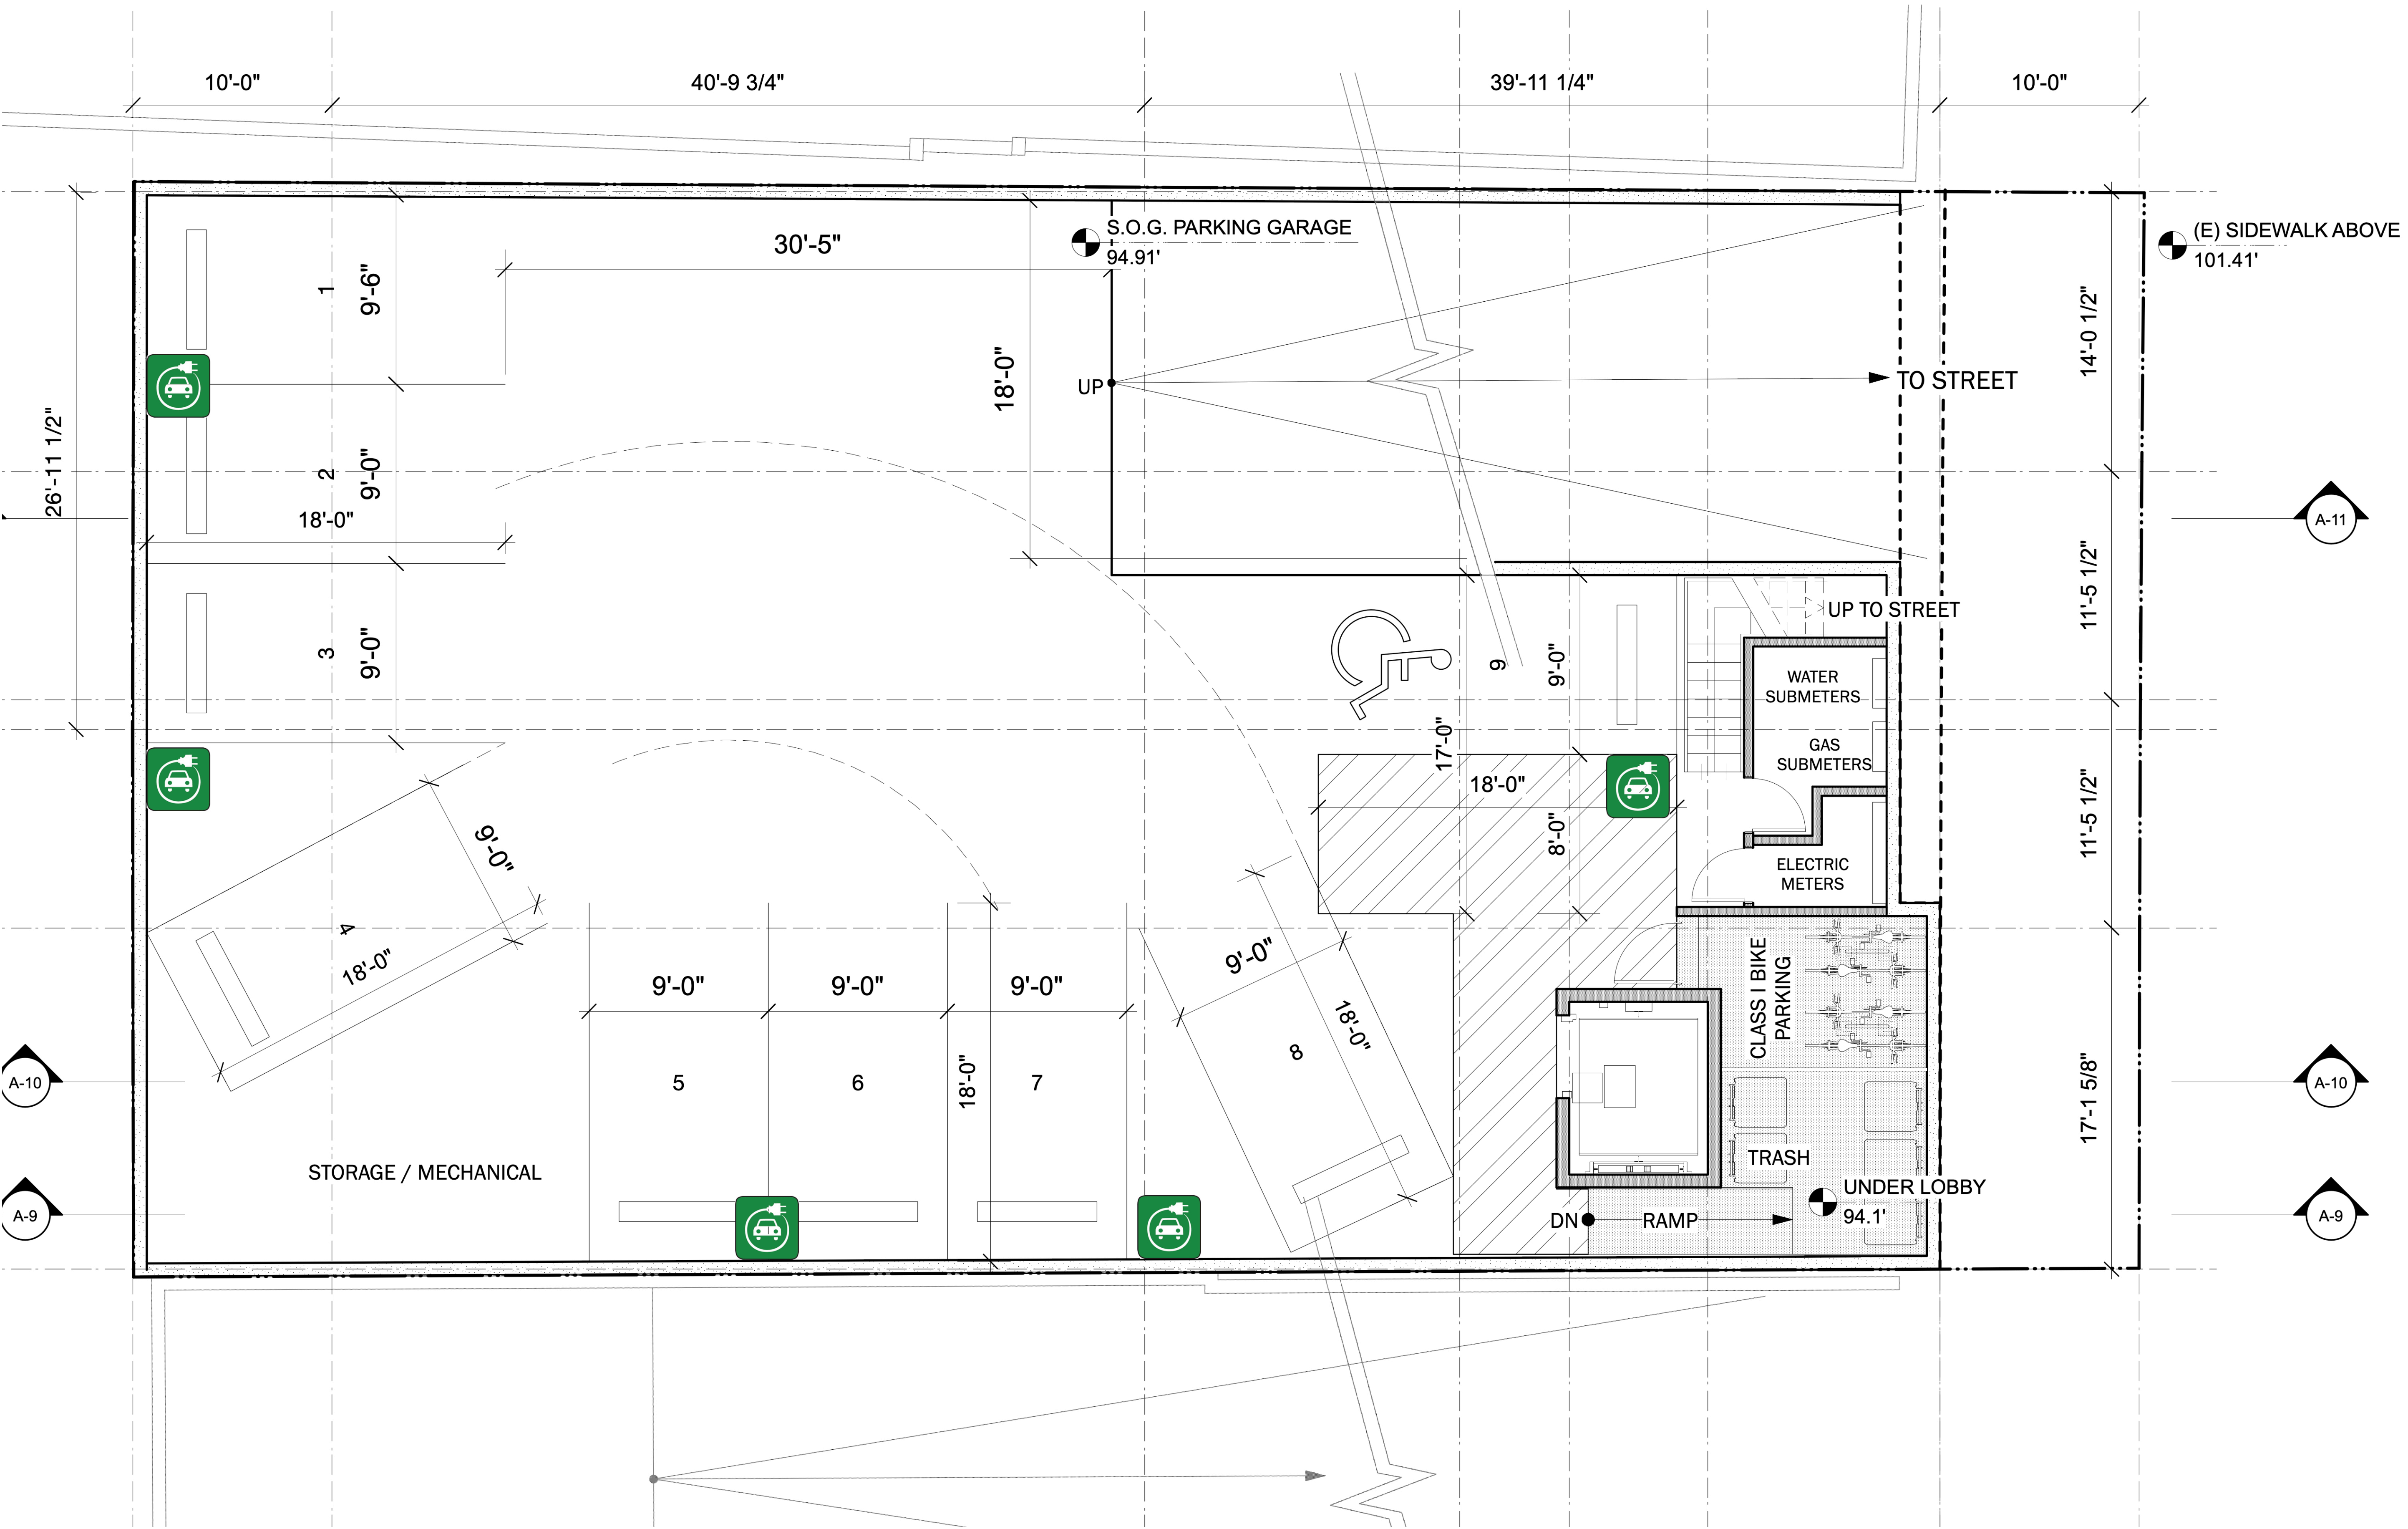 10'-0"
40'-9 3/4"
39'-11 1/4"
10'-0"
S.O.G. PARKING GARAGE
94.91'
(E) SIDEWALK ABOVE
101.41'
30'-5"
1
9'-6"
18'-0"
14'-0 1/2"
UP
TO STREET
26'-11 1/2"
2
9'-0"
18'-0"
A-11
11'-5 1/2"
UP TO STREET
3
9'-0"
9
9'-0"
WATER
SUBMETERS
GAS
SUBMETERS
17'-0"
18'-0"
8'-0"
11'-5 1/2"
ELECTRIC
METERS
9'-0"
4
18'-0"
9'-0"
9'-0"
9'-0"
9'-0"
18'-0"
CLASS I BIKE
PARKING
5
6
18'-0"
7
8
A-10
A-10
17'-1 5/8"
STORAGE / MECHANICAL
TRASH
UNDER LOBBY
94.1'
A-9
DN
RAMP
A-9